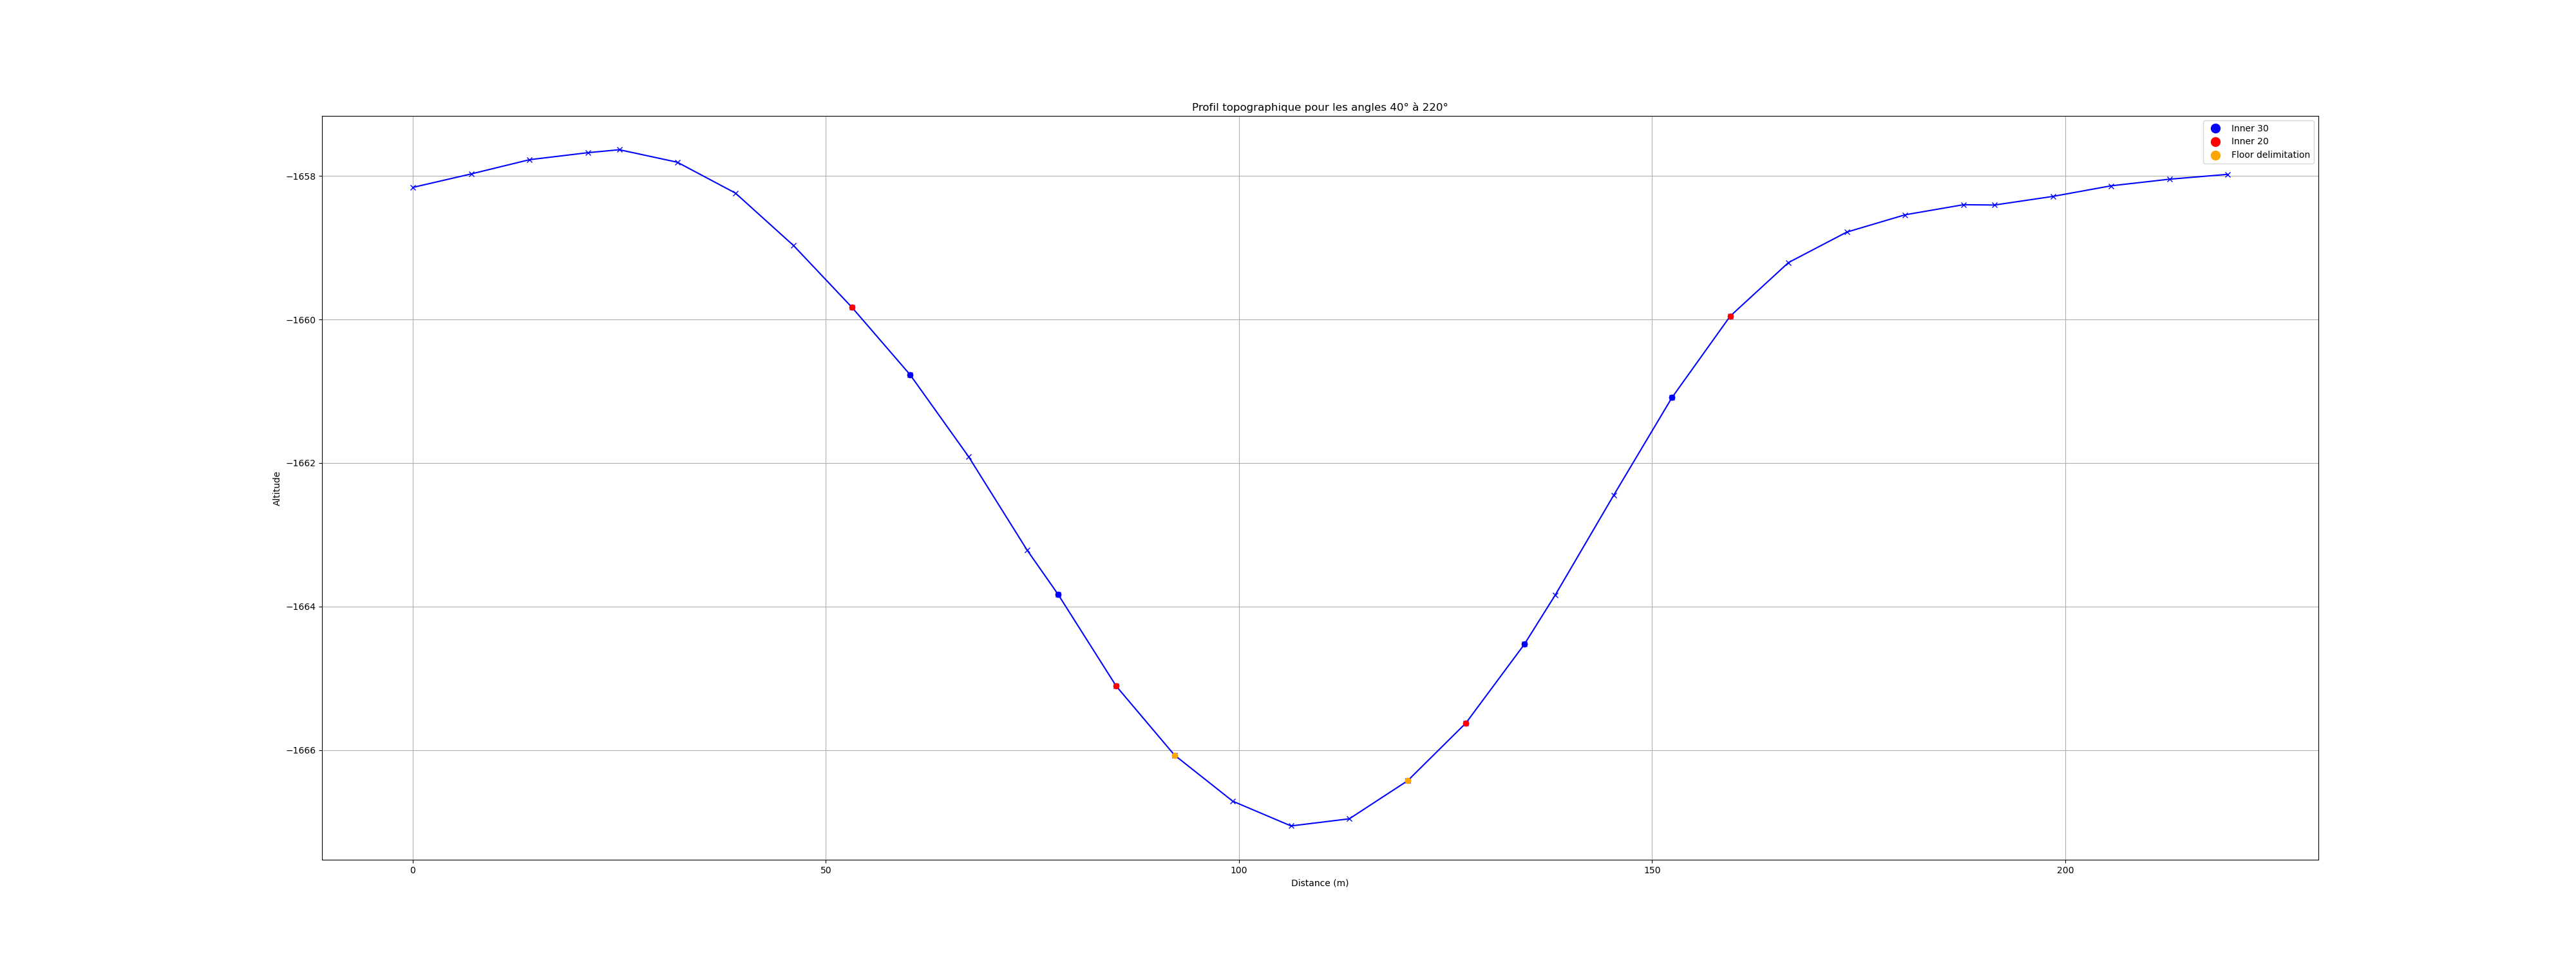 Profil topographique pour les angles 40° à 220°
Inner 30
Inner 20
Floor delimitation
−1658
−1660
−1662
−1664
−1666
Altitude
0
50
100
150
200
Distance (m)